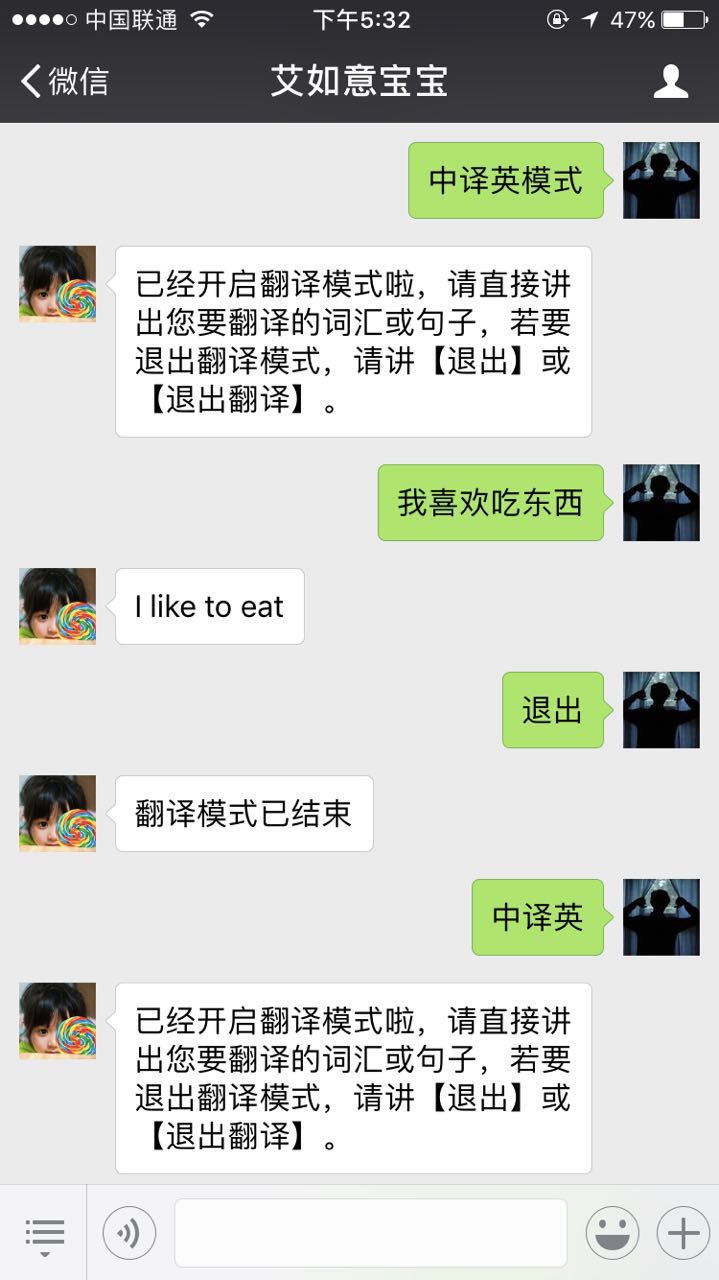 中国联通
下午5:32
47%
微信
艾如意宝宝
中译英模式
已经开启翻译模式啦，请直接讲
出您要翻译的词汇或句子，若要
退出翻译模式，请讲【退出】或
【退出翻译】。
我喜欢吃东西
I like to eat
退出
翻译模式已结束
中译英
已经开启翻译模式啦，请直接讲
出您要翻译的词汇或句子，若要
退出翻译模式，请讲【退出】或
【退出翻译】。